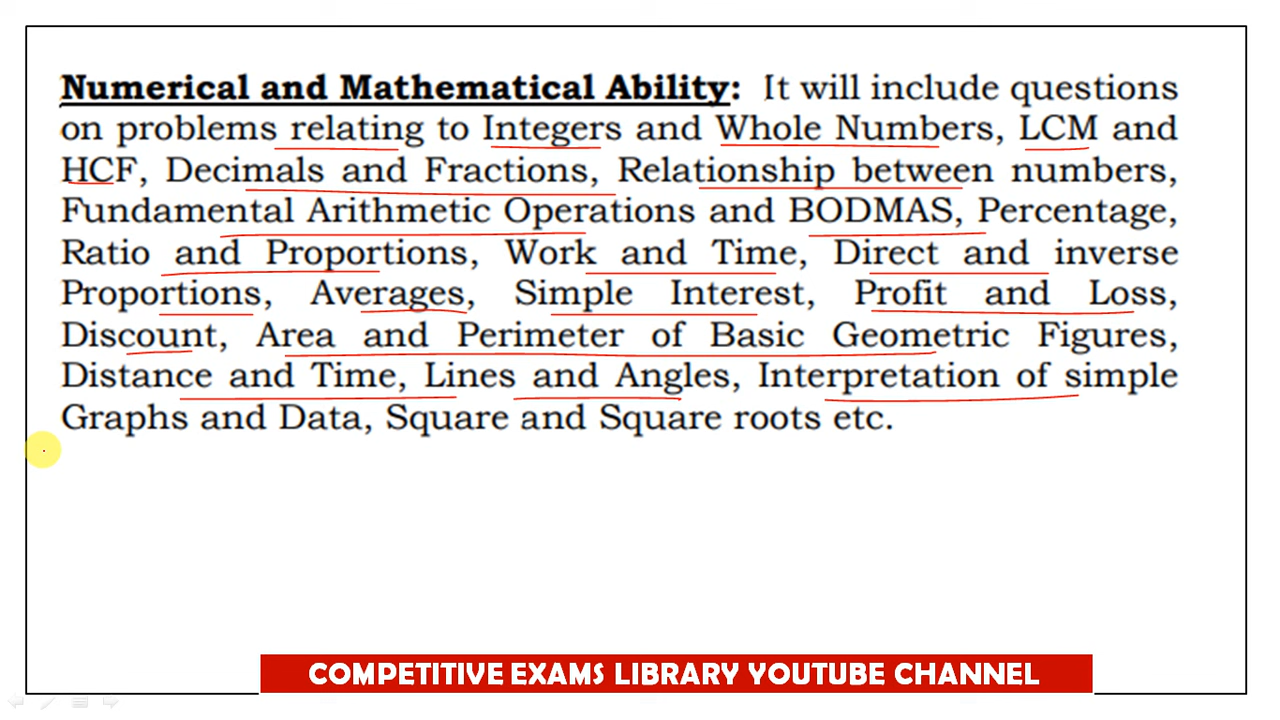 Numerical and Mathematical Ability: It will include questions
on problems relating to Integers and Whole Numbers, LCM and
HCF, Decimals and Fractions, Relationship between numbers,
Fundamental Arithmetic Operations and BODMAS, Percentage,
Ratio and Proportions, Work and Time, Direct and inverse
Proportions, Averages, Simple Interest, Profit and Loss,
Discount, Area and Perimeter of Basic Geometric Figures,
Distance and Time, Lines and Angles, Interpretation of simple
Graphs and Data, Square and Square roots etc.
COMPETITIVE EXAMS LIBRARY YOUTUBE CHANNEL